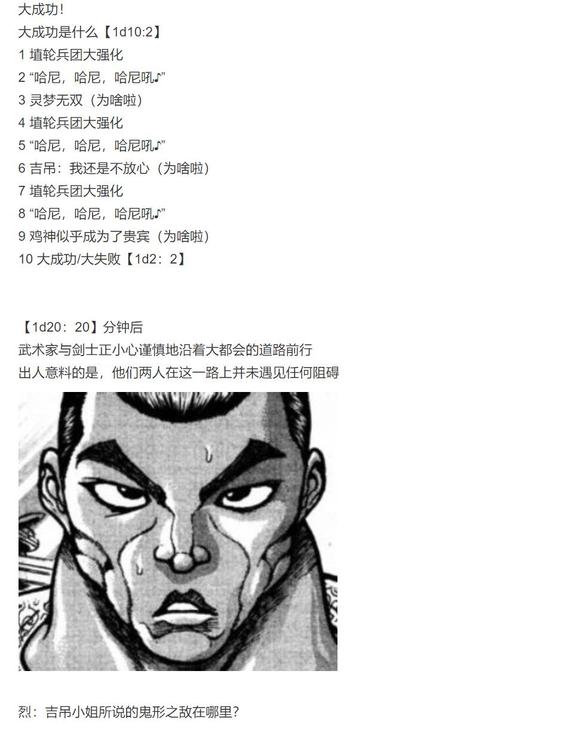 大成功！
大成功是什么【1d10:2】
1 埴轮兵团大强化
2 “哈尼，哈尼，哈尼吼♪”
3 灵梦无双（为啥啦）
4 埴轮兵团大强化
5 “哈尼，哈尼，哈尼吼♪”
6 吉吊：我还是不放心（为啥啦）
7 埴轮兵团大强化
8 “哈尼，哈尼，哈尼吼♪”
9 鸡神似乎成为了贵宾（为啥啦）
10 大成功/大失败【1d2：2】
【1d20：20】分钟后
武术家与剑士正小心谨慎地沿着大都会的道路前行
出人意料的是，他们两人在这一路上并未遇见任何阻碍
烈：吉吊小姐所说的鬼形之敌在哪里？